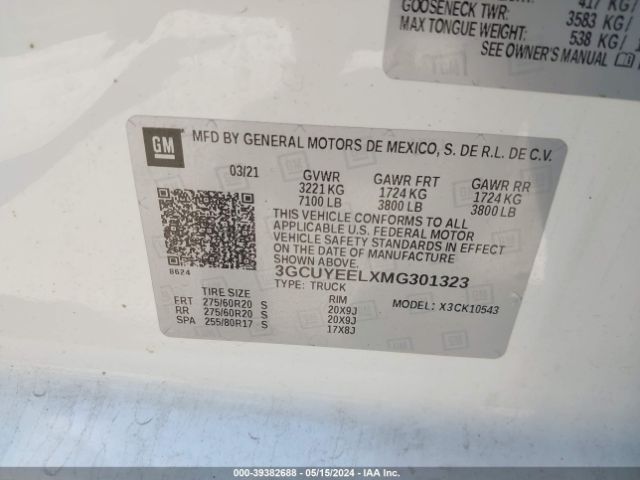 417 KG/
GOOSENECK TWR: 3583 KG/
MAX TONGUE WEIGHT: 538 KG/
SEE OWNER'S MANUAL
GM MFD BY GENERAL MOTORS DE MEXICO, S. DE R.L. DE C.V.
03/21 GVWR GAWR FRT GAWR RR
3221 KG 1724 KG 1724 KG
7100 LB 3800 LB 3800 LB
THIS VEHICLE CONFORMS TO ALL
APPLICABLE U.S. FEDERAL MOTOR
VEHICLE SAFETY STANDARDS IN EFFECT
ON THE DATE OF MANUFACTURE
SHOWN ABOVE.
8624
3GCUYEELXMG301323
TYPE: TRUCK
TIRE SIZE RIM MODEL: X3CK10543
FRT 275/60R20 S 20X9J
RR 275/60R20 S 20X9J
SPA 255/80R17 S 17X8J
000-39382688 - 05/15/2024 - IAA Inc.